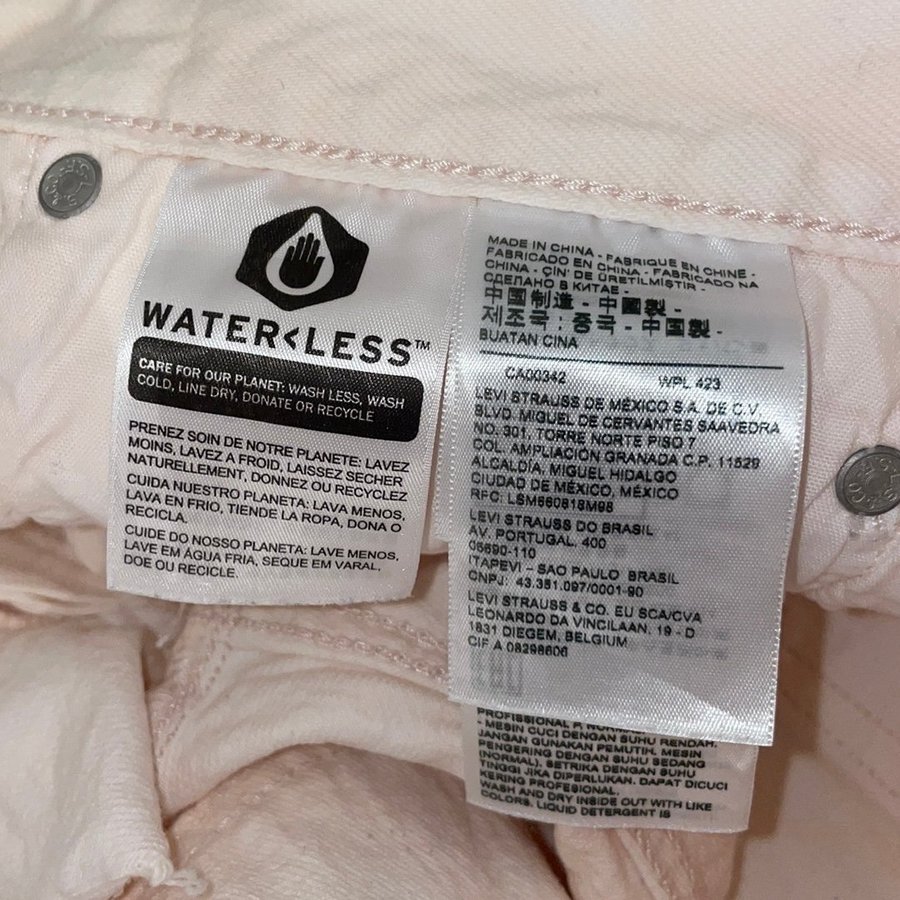 WATER<LESS™
CARE FOR OUR PLANET: WASH LESS, WASH
COLD, LINE DRY, DONATE OR RECYCLE
PRENEZ SOIN DE NOTRE PLANETE: LAVEZ
MOINS, LAVEZ A FROID, LAISSEZ SECHER
NATURELLEMENT, DONNEZ OU RECYCLEZ
CUIDA NUESTRO PLANETA: LAVA MENOS,
LAVA EN FRIO, TIENDE LA ROPA, DONA O
RECICLA.
CUIDE DO NOSSO PLANETA: LAVE MENOS,
LAVE EM ÁGUA FRIA, SEQUE EM VARAL,
DOE OU RECICLE.
MADE IN CHINA - FABRIQUE EN CHINE -
FABRICADO EN CHINA - FABRICADO NA
CHINA - ÇİN' DE ÜRETİLMİŞTİR -
СДЕЛАНО В КИТАЕ -
中国制造 - 中國製 -
제조국 : 중국 - 中国製 -
BUATAN CINA
CA00342 WPL 423
LEVI STRAUSS DE MÉXICO S.A. DE C.V.
BLVD. MIGUEL DE CERVANTES SAAVEDRA
NO. 301, TORRE NORTE PISO 7
COL. AMPLIACIÓN GRANADA C.P. 11529
ALCALDÍA, MIGUEL HIDALGO
CIUDAD DE MÉXICO, MÉXICO
RFC: LSM660818M98
LEVI STRAUSS DO BRASIL
AV. PORTUGAL, 400
06690-110
ITAPEVI - SAO PAULO BRASIL
CNPJ: 43.351.097/0001-90
LEVI STRAUSS & CO. EU SCA/CVA
LEONARDO DA VINCILAAN, 19 - D
1831 DIEGEM, BELGIUM
CIF A 08298606
EAC
PROFISSIONAL P. NORMAL
- MESIN CUCI DENGAN SUHU RENDAH.
JANGAN GUNAKAN PEMUTIH. MESIN
PENGERING DENGAN SUHU SEDANG
(NORMAL). SETRIKA DENGAN SUHU
TINGGI JIKA DIPERLUKAN. DAPAT DICUCI
KERING PROFESIONAL.
WASH AND DRY INSIDE OUT WITH LIKE
COLORS. LIQUID DETERGENT IS